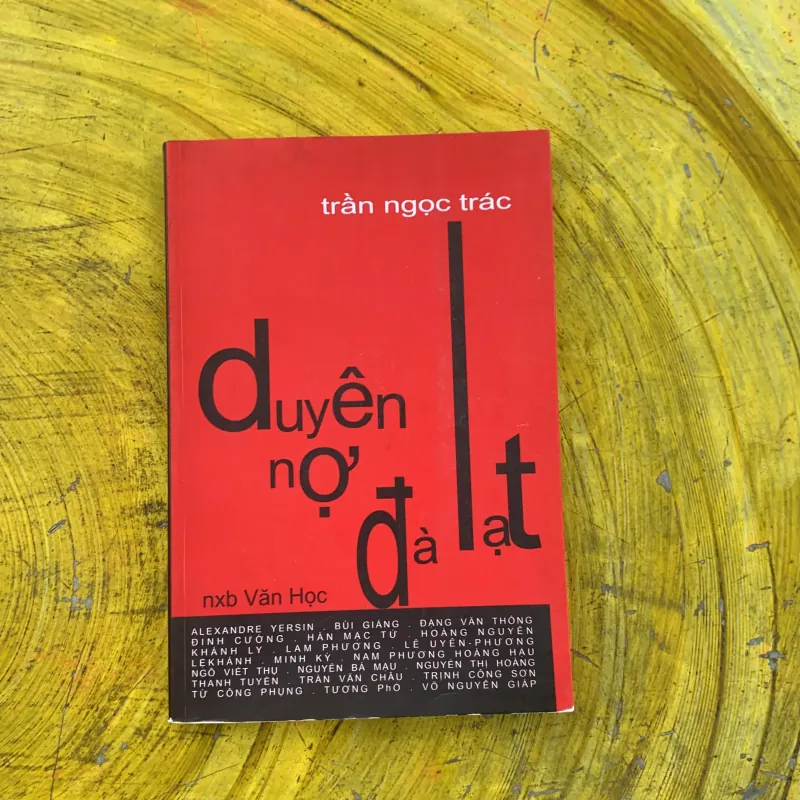 trần ngọc trác
duyên
nợ
đà lạt
nxb Văn Học
ALEXANDRE YERSIN . BÙI GIÁNG . ĐẶNG VĂN THÔNG
ĐINH CƯỜNG . HÀN MẠC TỬ . HOÀNG NGUYÊN
KHÁNH LY . LAM PHƯƠNG . LÊ UYÊN-PHƯƠNG
LÊKHÁNH . MINH KỲ . NAM PHƯƠNG HOÀNG HẬU
NGÔ VIẾT THỤ . NGUYỄN BÁ MẬU . NGUYỄN THỊ HOÀNG
THANH TUYỀN . TRẦN VĂN CHÂU . TRỊNH CÔNG SƠN
TỪ CÔNG PHỤNG . TƯƠNG PHỐ . VÕ NGUYÊN GIÁP